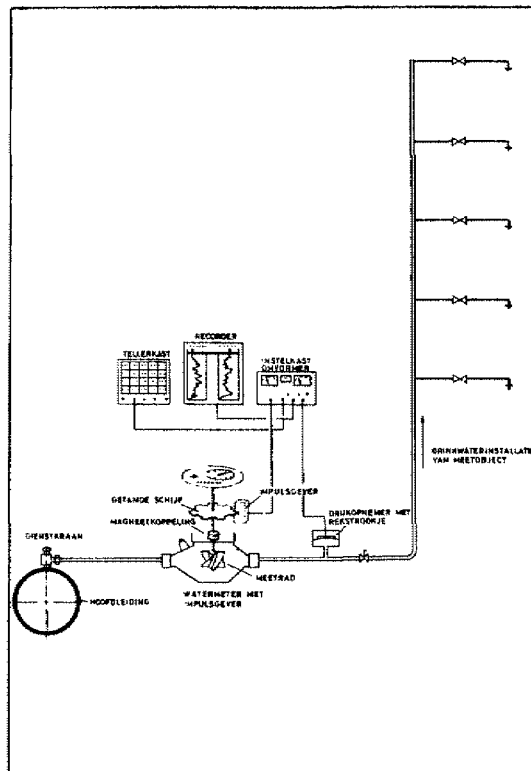 RECORDER
TELLERKAST
INSTELKAST
OMVORMER
DRINKWATERINSTALLATIE
VAN MEETOBJECT
IMPULSGEVER
GETANDE SCHIJF
DRUKOPNEMER MET
REKSTROOKJE
MAGNEETKOPPELING
DIENSTKRAAN
MEETRAD
HOOFDLEIDING
WATERMETER MET
IMPULSGEVER